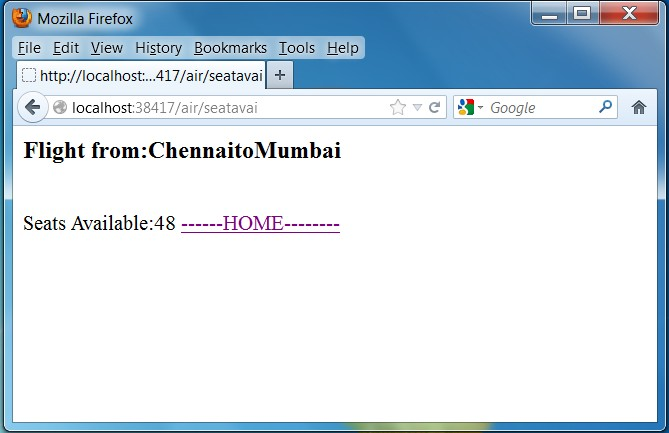 Mozilla Firefox
File Edit View History Bookmarks Tools Help
http://localhost:...417/air/seatavai
localhost:38417/air/seatavai
Google
Flight from:ChennaitoMumbai
Seats Available:48 ------HOME--------